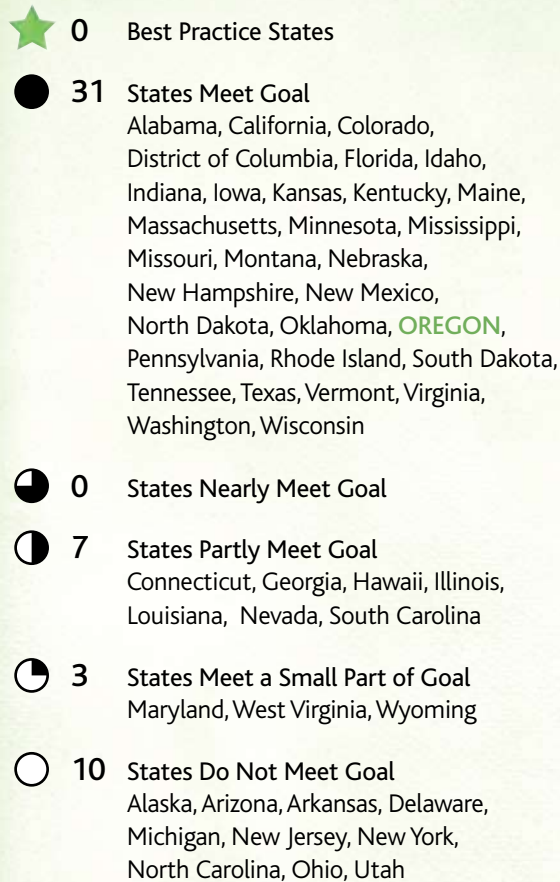 0 Best Practice States
31 States Meet Goal
Alabama, California, Colorado,
District of Columbia, Florida, Idaho,
Indiana, Iowa, Kansas, Kentucky, Maine,
Massachusetts, Minnesota, Mississippi,
Missouri, Montana, Nebraska,
New Hampshire, New Mexico,
North Dakota, Oklahoma, OREGON,
Pennsylvania, Rhode Island, South Dakota,
Tennessee, Texas, Vermont, Virginia,
Washington, Wisconsin
0 States Nearly Meet Goal
7 States Partly Meet Goal
Connecticut, Georgia, Hawaii, Illinois,
Louisiana, Nevada, South Carolina
3 States Meet a Small Part of Goal
Maryland, West Virginia, Wyoming
10 States Do Not Meet Goal
Alaska, Arizona, Arkansas, Delaware,
Michigan, New Jersey, New York,
North Carolina, Ohio, Utah